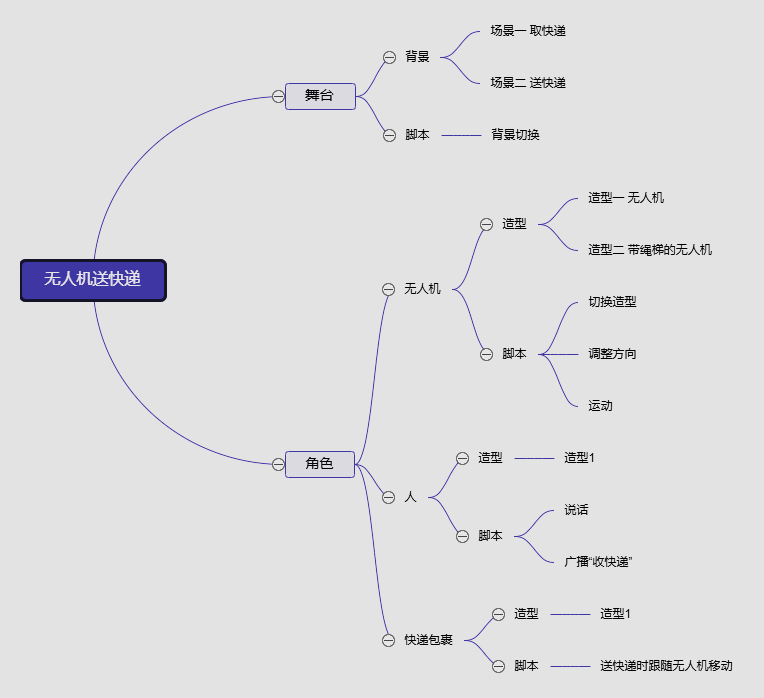 无人机送快递
舞台
背景
场景一 取快递
场景二 送快递
脚本
背景切换
角色
无人机
造型
造型一 无人机
造型二 带绳梯的无人机
脚本
切换造型
调整方向
运动
人
造型
造型1
脚本
说话
广播“收快递”
快递包裹
造型
造型1
脚本
送快递时跟随无人机移动